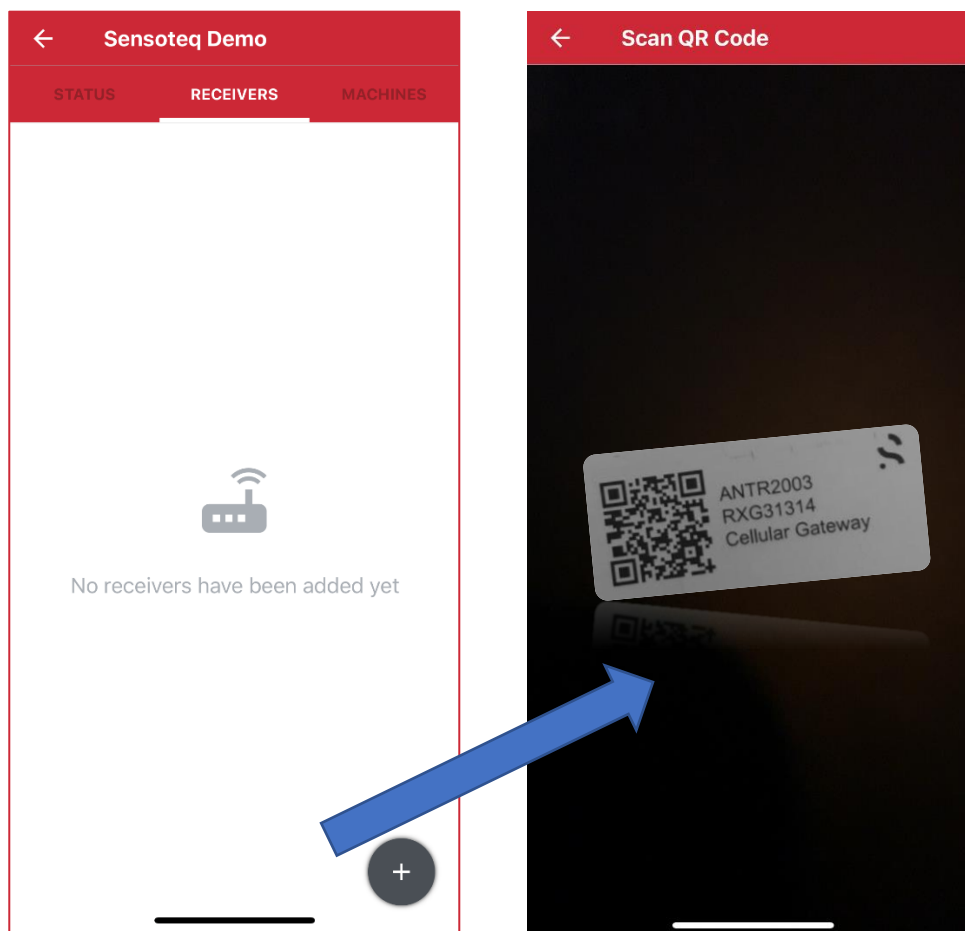 Sensoteq Demo
STATUS RECEIVERS MACHINES
No receivers have been added yet
+
Scan QR Code
ANTR2003
RXG31314
Cellular Gateway